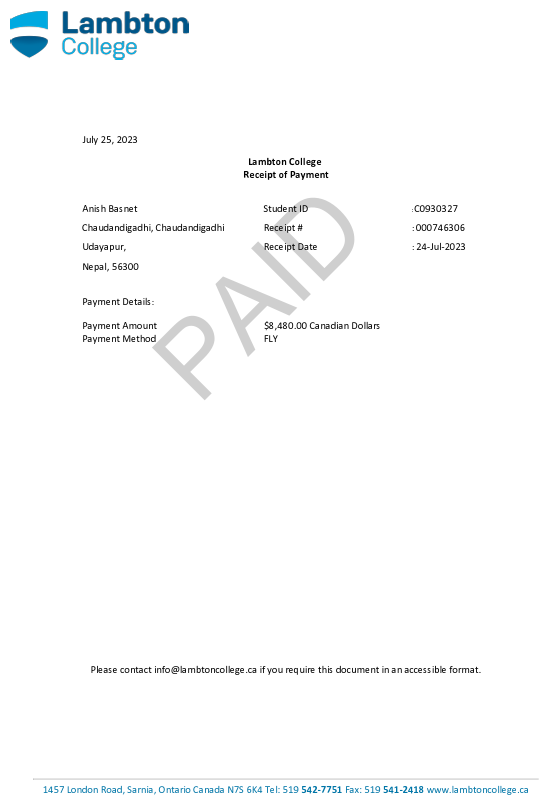 Lambton
College
July 25, 2023
Lambton College
Receipt of Payment
Anish Basnet Student ID :C0930327
Chaudandigadhi, Chaudandigadhi Receipt # :000746306
Udayapur, Receipt Date : 24-Jul-2023
Nepal, 56300
PAID
Payment Details:
Payment Amount $8,480.00 Canadian Dollars
Payment Method FLY
Please contact info@lambtoncollege.ca if you require this document in an accessible format.
1457 London Road, Sarnia, Ontario Canada N7S 6K4 Tel: 519 542-7751 Fax: 519 541-2418 www.lambtoncollege.ca